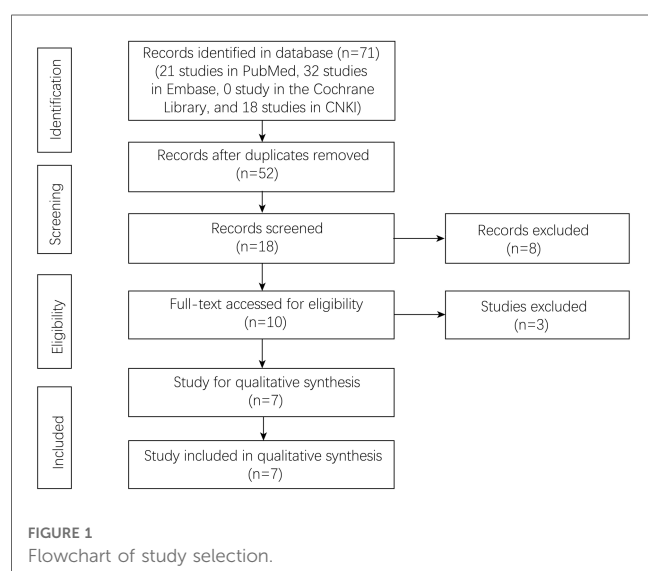 Identification
Records identified in database (n=71)
(21 studies in PubMed, 32 studies
in Embase, 0 study in the Cochrane
Library, and 18 studies in CNKI)
Records after duplicates removed
(n=52)
Screening
Records screened
(n=18)
Records excluded
(n=8)
Eligibility
Full-text accessed for eligibility
(n=10)
Studies excluded
(n=3)
Study for qualitative synthesis
(n=7)
Included
Study included in qualitative synthesis
(n=7)
FIGURE 1
Flowchart of study selection.